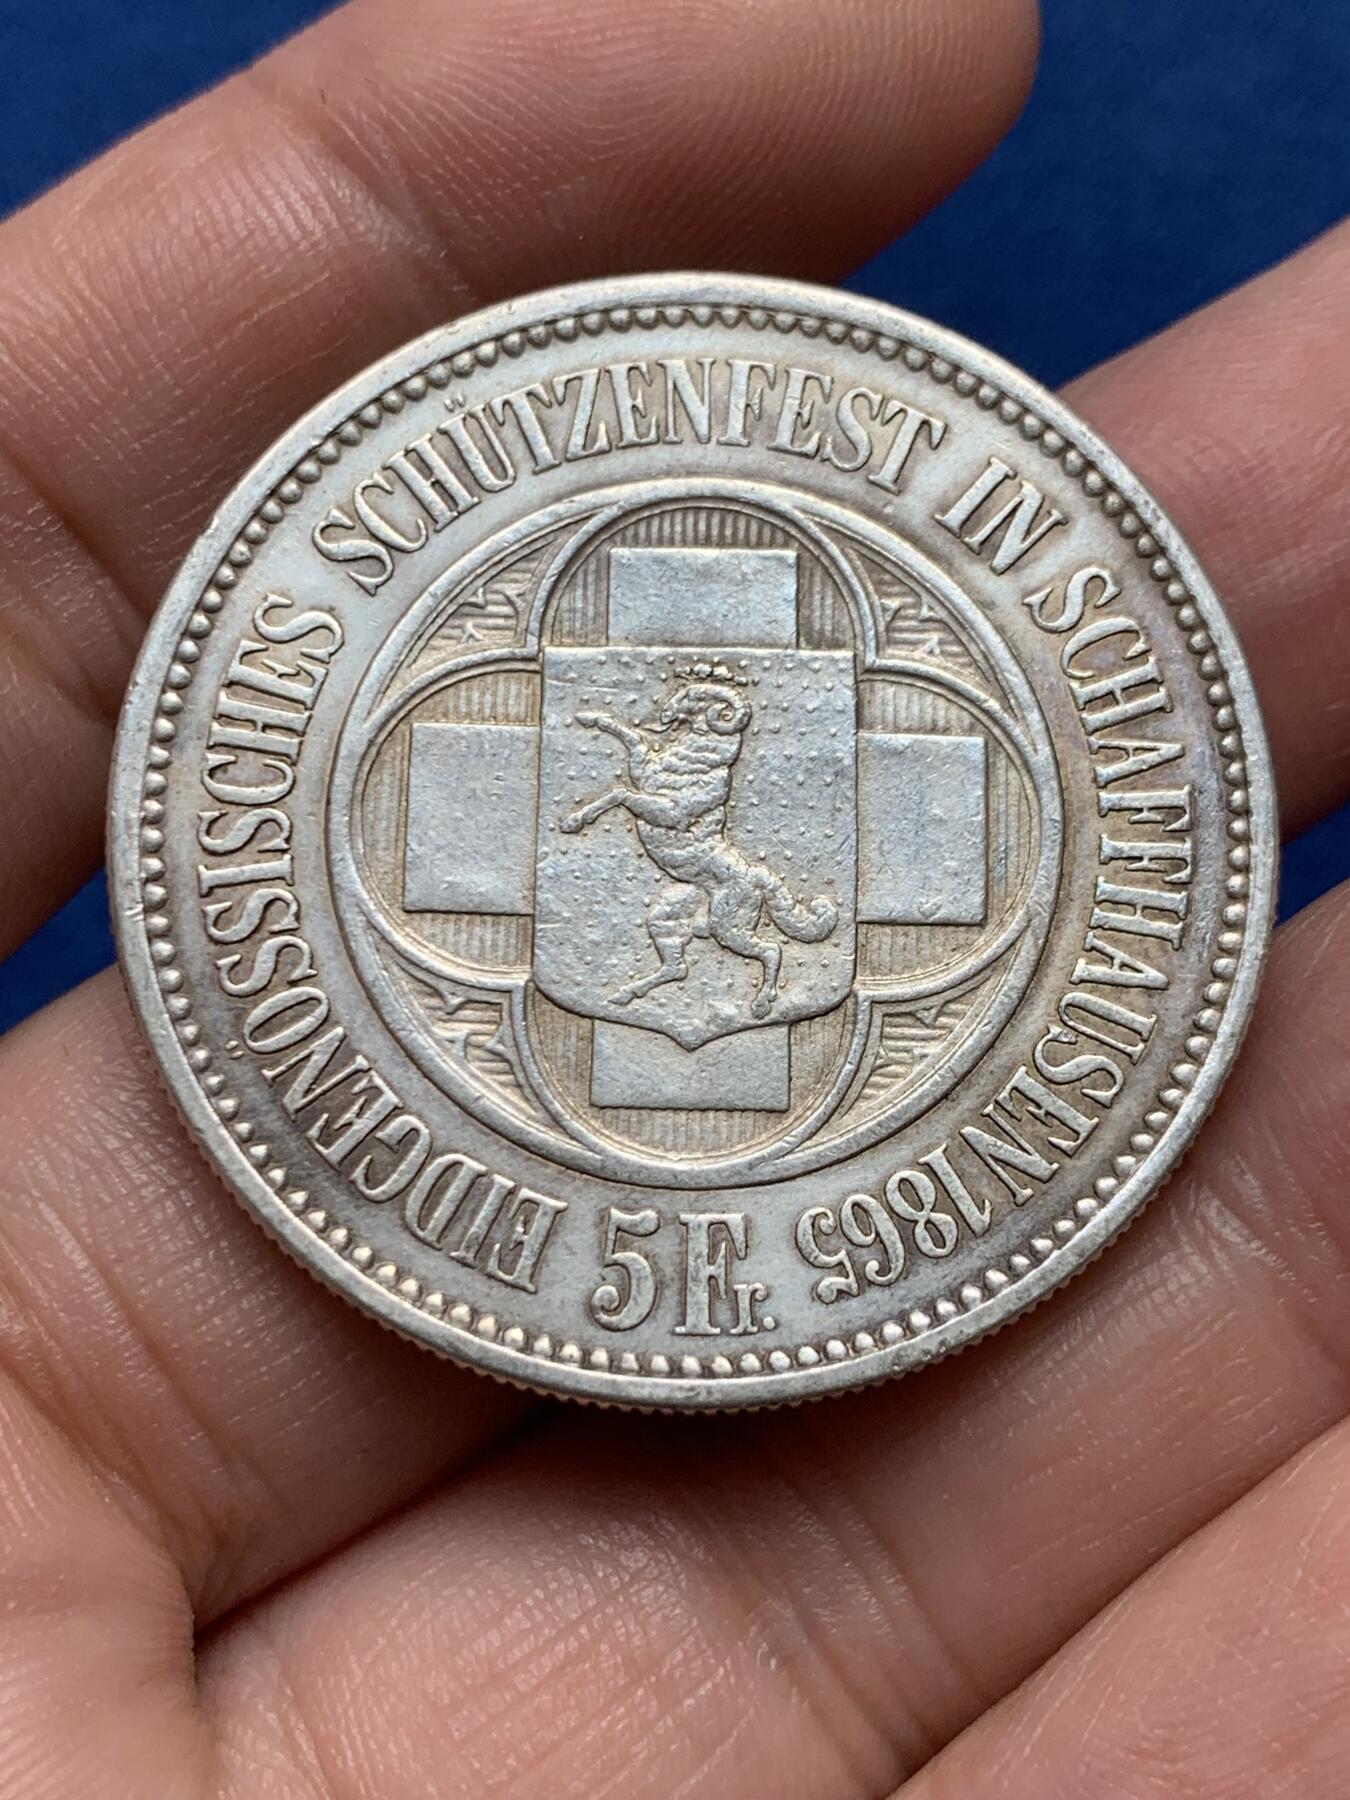 EIDGENÖSSISCHES SCHÜTZENFEST IN SCHAFFHAUSEN 1865
5 Fr.